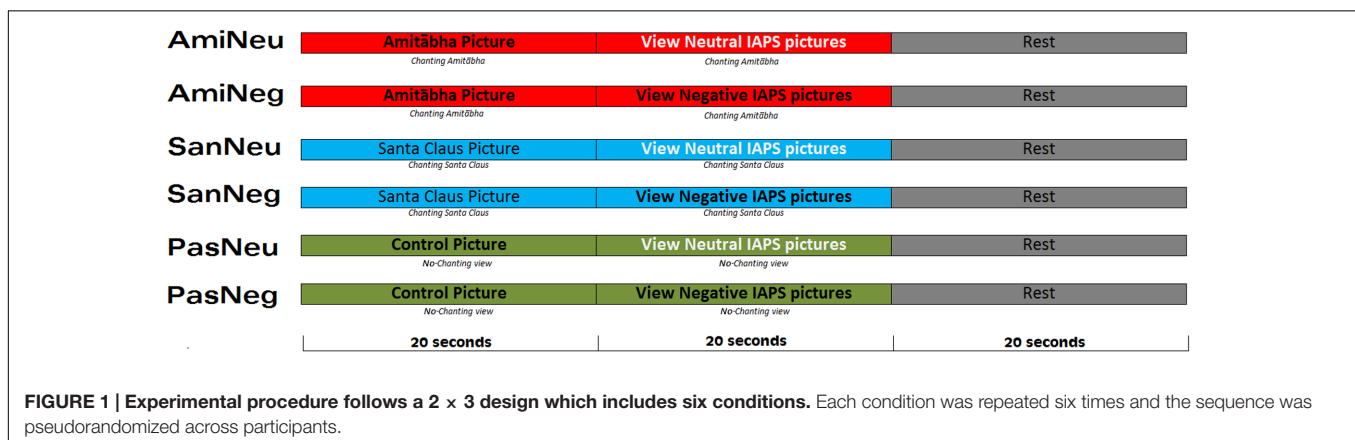 AmiNeu Amitābha Picture View Neutral IAPS pictures Rest
Chanting Amitābha Chanting Amitābha
AmiNeg Amitābha Picture View Negative IAPS pictures Rest
Chanting Amitābha Chanting Amitābha
SanNeu Santa Claus Picture View Neutral IAPS pictures Rest
Chanting Santa Claus Chanting Santa Claus
SanNeg Santa Claus Picture View Negative IAPS pictures Rest
Chanting Santa Claus Chanting Santa Claus
PasNeu Control Picture View Neutral IAPS pictures Rest
No-Chanting view No-Chanting view
PasNeg Control Picture View Negative IAPS pictures Rest
No-Chanting view No-Chanting view
20 seconds 20 seconds 20 seconds
FIGURE 1 | Experimental procedure follows a 2 × 3 design which includes six conditions. Each condition was repeated six times and the sequence was
pseudorandomized across participants.